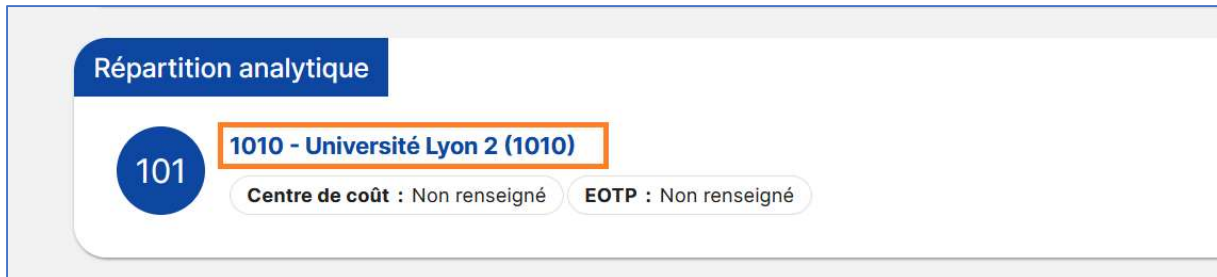 Répartition analytique
101
1010 - Université Lyon 2 (1010)
Centre de coût : Non renseigné EOTP : Non renseigné